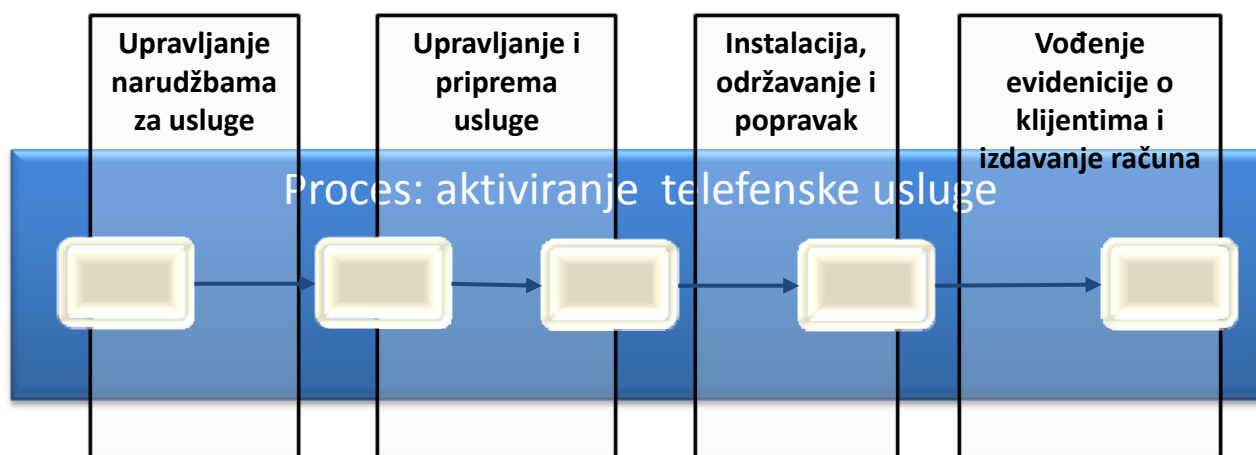 Upravljanje
narudžbama
za usluge
Upravljanje i
priprema
usluge
Instalacija,
održavanje i
popravak
Vođenje
evidenicije o
klijentima i
izdavanje računa
Proces: aktiviranje  telefenske usluge